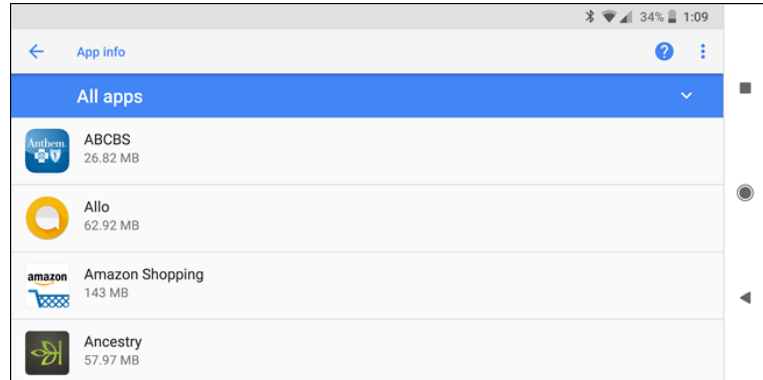 34% 1:09
App info
?
All apps
Anthem
ABCBS
26.82 MB
Allo
62.92 MB
amazon
Amazon Shopping
143 MB
Ancestry
57.97 MB